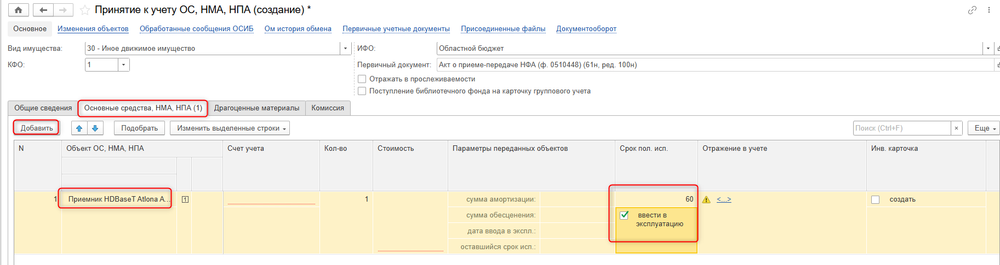 Принятие к учету ОС, НМА, НПА (создание) *
Основное Изменения объектов Обработанные сообщения ОСИБ Ом история обмена Первичные учетные документы Присоединенные файлы Документооборот
Вид имущества: 30 - Иное движимое имущество ИФО: Областной бюджет
КФО: 1 Первичный документ: Акт о приеме-передаче НФА (ф. 0510448) (61н, ред. 100н)
Отражать в прослеживаемости
Поступление библиотечного фонда на карточку группового учета
Общие сведения Основные средства, НМА, НПА (1) Драгоценные материалы Комиссия
Добавить Подобрать Изменить выделенные строки Поиск (Ctrl+F) × Еще
N Объект ОС, НМА, НПА Счет учета Кол-во Стоимость Параметры переданных объектов Срок пол. исп. Отражение в учете Инв. карточка
1 Приемник HDBaseT Atlona A... 1 1 сумма амортизации: 60 <...> создать
сумма обесценения: ввести в
эксплуатацию
дата ввода в экспл.:
оставшийся срок исп.: